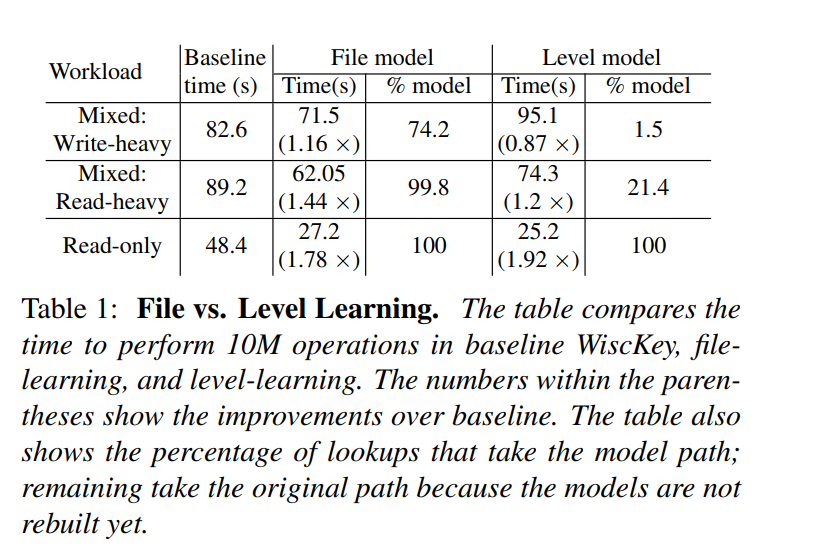 Workload Baseline time (s) File model Level model
Time(s) % model Time(s) % model
Mixed: Write-heavy 82.6 71.5 (1.16 ×) 74.2 95.1 (0.87 ×) 1.5
Mixed: Read-heavy 89.2 62.05 (1.44 ×) 99.8 74.3 (1.2 ×) 21.4
Read-only 48.4 27.2 (1.78 ×) 100 25.2 (1.92 ×) 100
Table 1: File vs. Level Learning. The table compares the
time to perform 10M operations in baseline WiscKey, file-
learning, and level-learning. The numbers within the paren-
theses show the improvements over baseline. The table also
shows the percentage of lookups that take the model path;
remaining take the original path because the models are not
rebuilt yet.